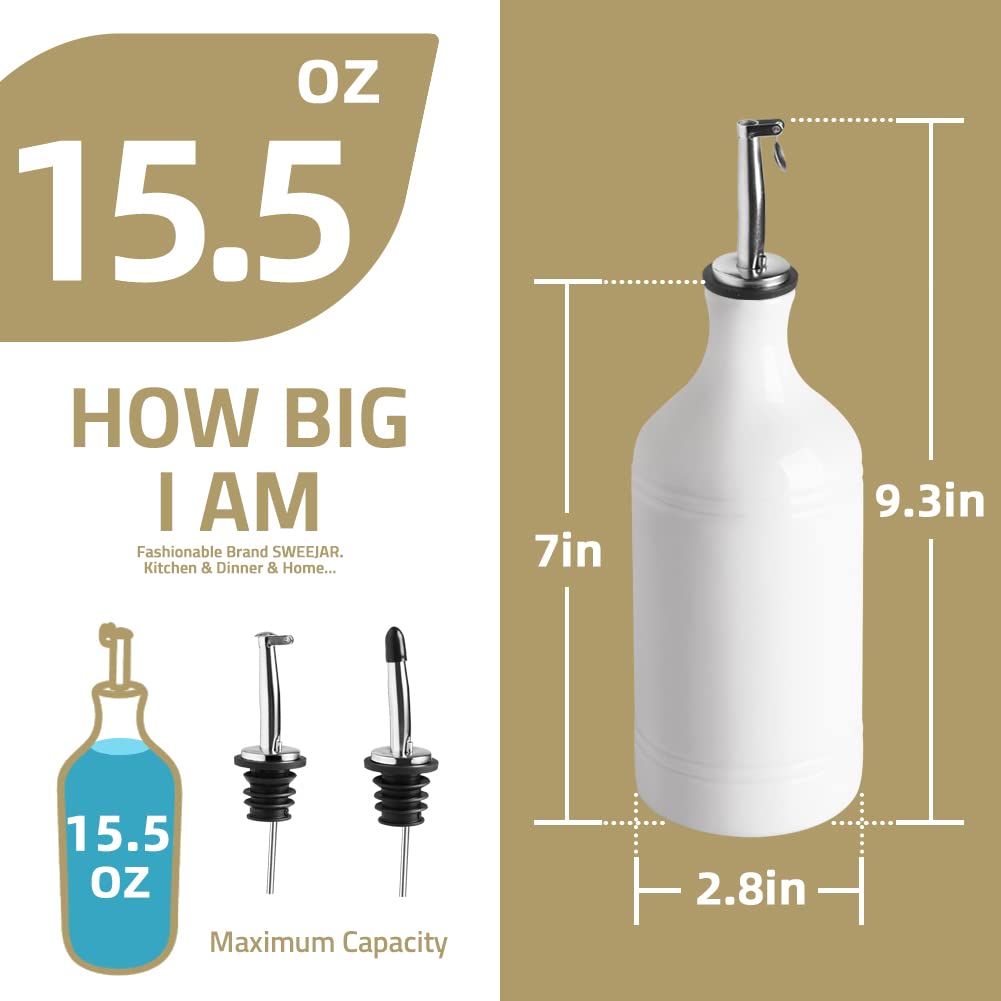 OZ
15.5
HOW BIG
I AM
Fashionable Brand SWEEJAR.
Kitchen & Dinner & Home...
15.5
OZ
Maximum Capacity
7in
9.3in
2.8in